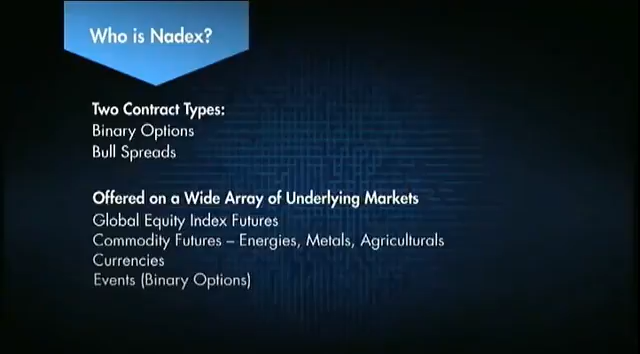 Who is Nadex?
Two Contract Types:
Binary Options
Bull Spreads
Offered on a Wide Array of Underlying Markets
Global Equity Index Futures
Commodity Futures – Energies, Metals, Agriculturals
Currencies
Events (Binary Options)